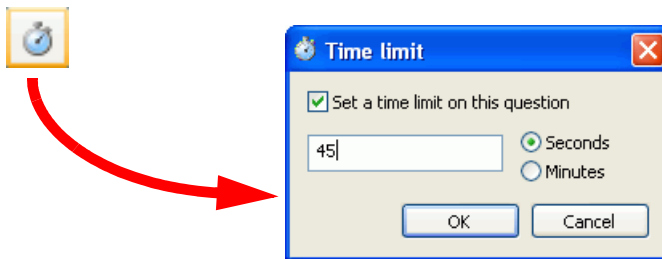 Time limit
Set a time limit on this question
45
Seconds
Minutes
OK
Cancel